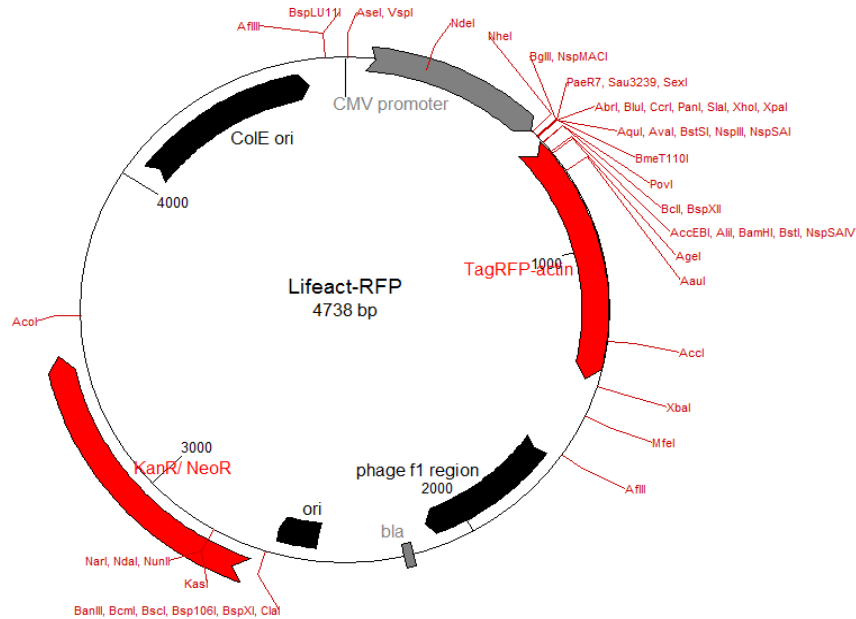 BspLU11I
AseI, VspI
AflIII
NdeI
NheI
BglII, NspMACI
PaeR7, Sau3239, SexI
AbrI, BluI, CcrI, PanI, SlaI, XhoI, XpaI
AquI, AvaI, BstSI, NspIII, NspSAI
BmeT110I
PovI
BclI, BspXII
AccEBI, AliI, BamHI, BstI, NspSAIV
AgeI
AauI
CMV promoter
ColE ori
4000
1000
TagRFP-actin
Lifeact-RFP
4738 bp
AcoI
AccI
XbaI
MfeI
AflII
3000
KanR/ NeoR
phage f1 region
2000
ori
bla
NarI, NdaI, NunII
KasI
BanIII, BcmI, BscI, Bsp106I, BspXI, ClaI